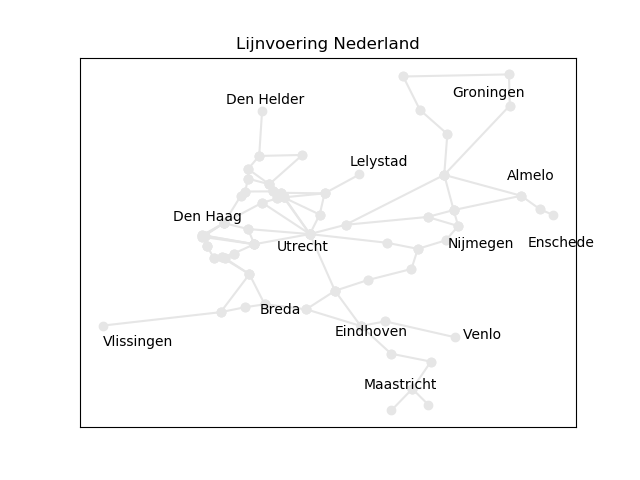 Lijnvoering Nederland
Groningen
Den Helder
Lelystad
Almelo
Den Haag
Utrecht
Nijmegen
Enschede
Breda
Eindhoven
Venlo
Vlissingen
Maastricht